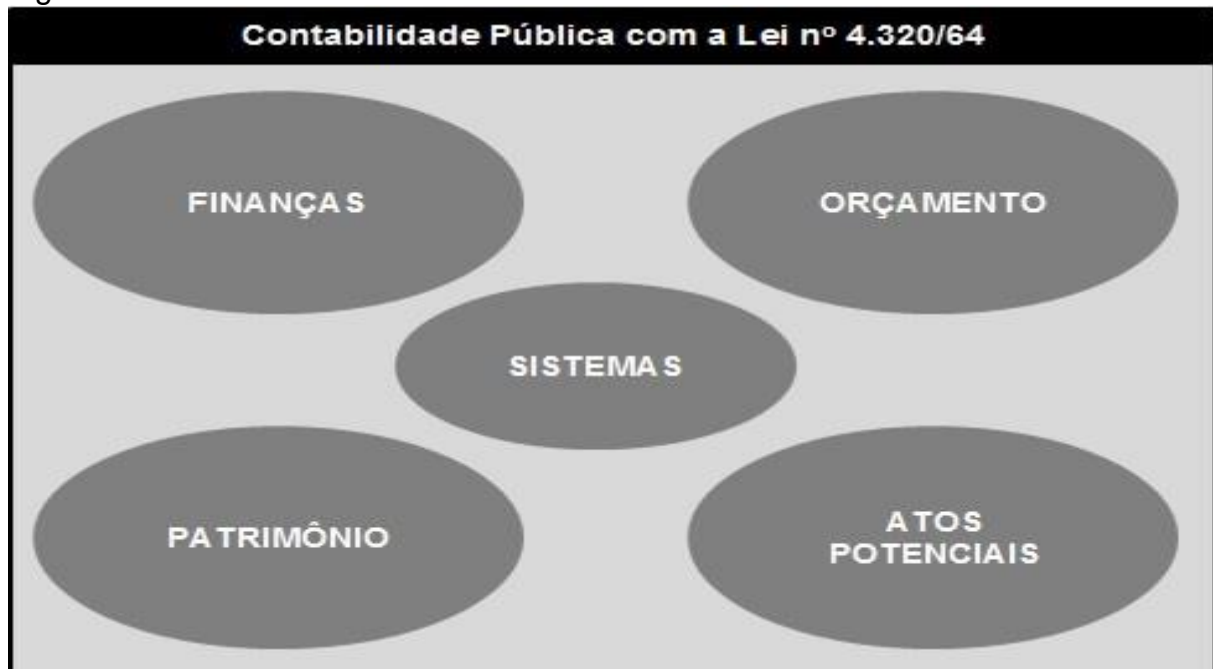 Contabilidade Pública com a Lei nº 4.320/64
FINANÇAS
ORÇAMENTO
SISTEMAS
PATRIMÔNIO
ATOS
POTENCIAIS